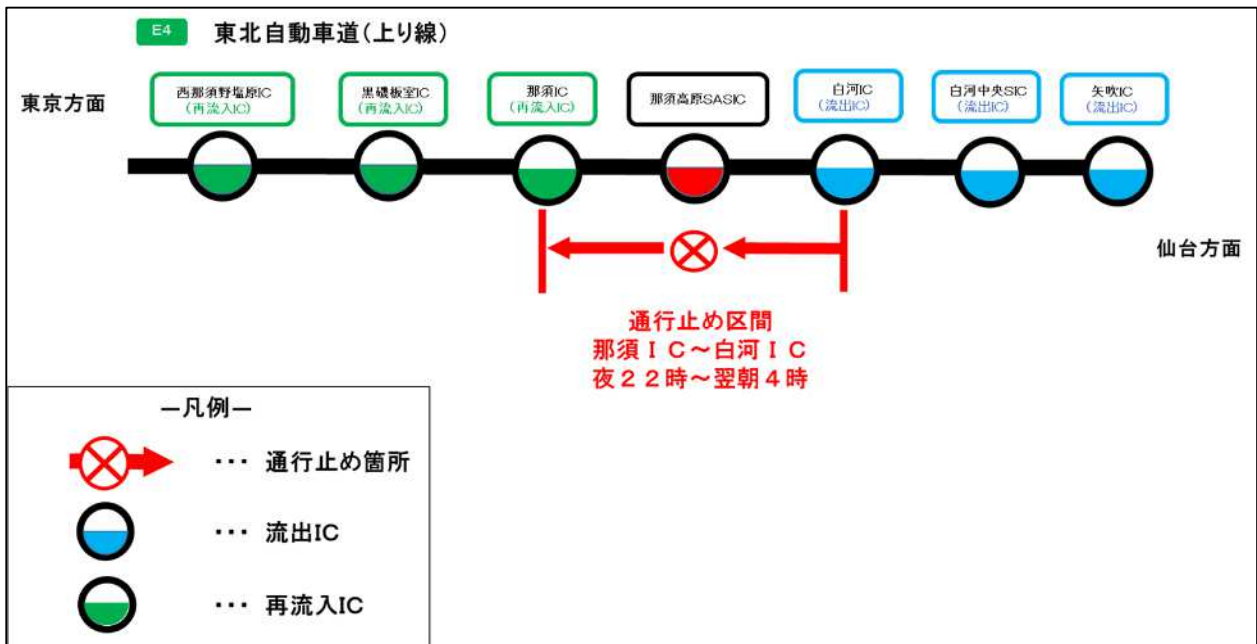 E4 東北自動車道(上り線)
東京方面
西那須野塩原IC
(再流入IC)
黒磯板室IC
(再流入IC)
那須IC
(再流入IC)
那須高原SASIC
白河IC
(流出IC)
白河中央SIC
(流出IC)
矢吹IC
(流出IC)
仙台方面
通行止め区間
那須IC~白河IC
夜22時~翌朝4時
―凡例―
・・・ 通行止め箇所
・・・ 流出IC
・・・ 再流入IC